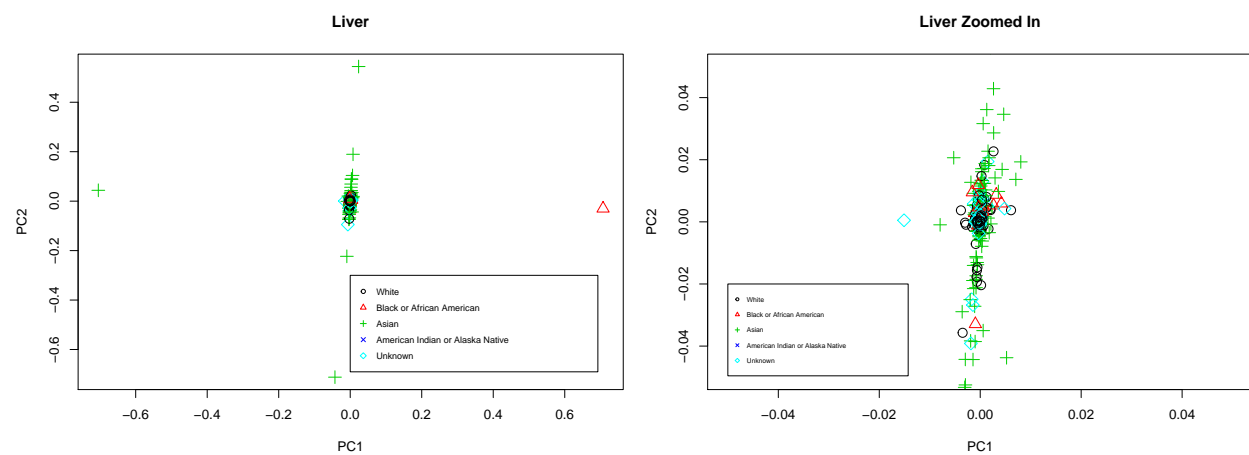 Liver
PC2
0.4
0.2
0.0
−0.2
−0.4
−0.6
White
Black or African American
Asian
American Indian or Alaska Native
Unknown
−0.6 −0.4 −0.2 0.0 0.2 0.4 0.6
PC1
Liver Zoomed In
PC2
0.04
0.02
0.00
−0.02
−0.04
White
Black or African American
Asian
American Indian or Alaska Native
Unknown
−0.04 −0.02 0.00 0.02 0.04
PC1